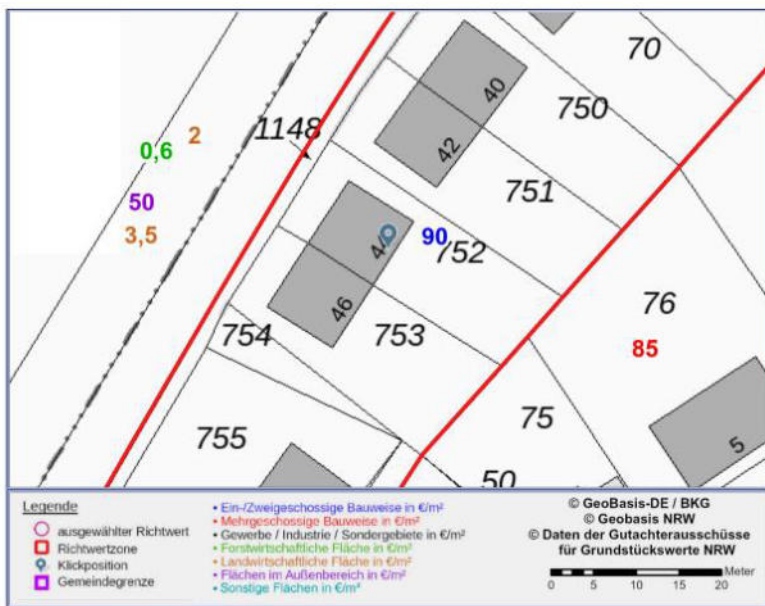 70
40
750
2
1148
0,6
42
751
50
90
44
3,5
752
76
46
754
753
85
75
755
5
50
Legende
ausgewählter Richtwert
Richtwertzone
Klickposition
Gemeindegrenze
• Ein-/Zweigeschossige Bauweise in €/m²
• Mehrgeschossige Bauweise in €/m²
• Gewerbe / Industrie / Sondergebiete in €/m²
• Forstwirtschaftliche Fläche in €/m²
• Landwirtschaftliche Fläche in €/m²
• Flächen im Außenbereich in €/m²
• Sonstige Flächen in €/m²
© GeoBasis-DE / BKG
© Geobasis NRW
© Daten der Gutachterausschüsse
für Grundstückswerte NRW
Meter
0 5 10 15 20